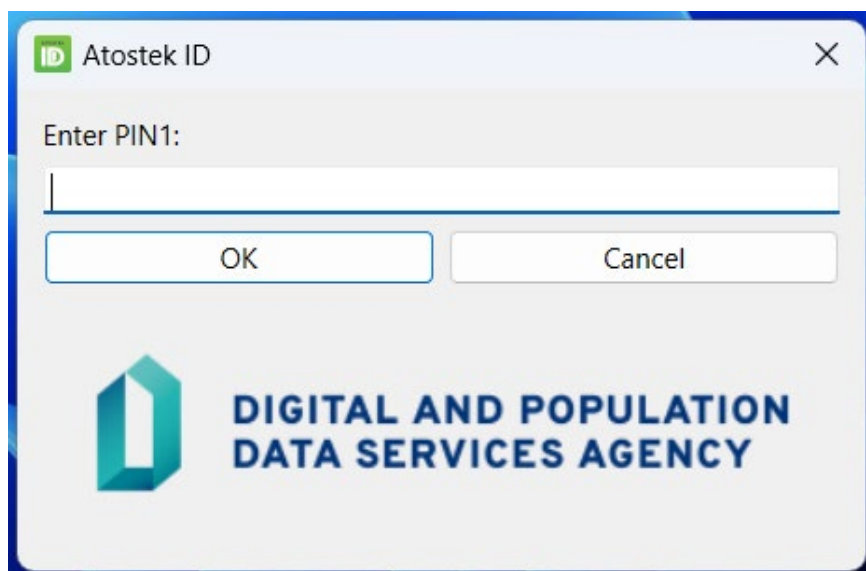 Atostek ID
Enter PIN1:
OK
Cancel
DIGITAL AND POPULATION
DATA SERVICES AGENCY